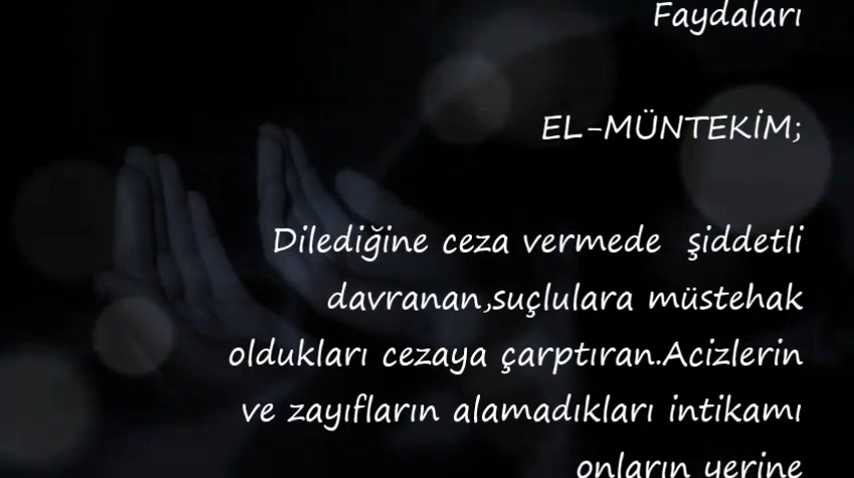 Faydaları
EL-MÜNTEKİM;
Dilediğine ceza vermede şiddetli
davranan,suçlulara müstehak
oldukları cezaya çarptıran.Acizlerin
ve zayıfların alamadıkları intikamı
onların yerine